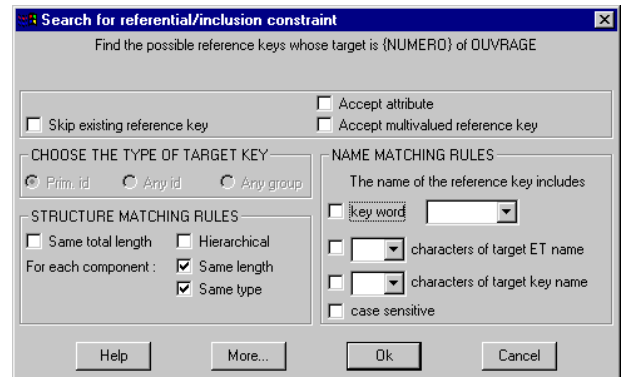 Search for referential/inclusion constraint
Find the possible reference keys whose target is {NUMERO} of OUVRAGE
Accept attribute
Skip existing reference key
Accept multivalued reference key
CHOOSE THE TYPE OF TARGET KEY
Prim. id
Any id
Any group
STRUCTURE MATCHING RULES
Same total length
Hierarchical
For each component :
Same length
Same type
NAME MATCHING RULES
The name of the reference key includes
key word
characters of target ET name
characters of target key name
case sensitive
Help
More...
Ok
Cancel